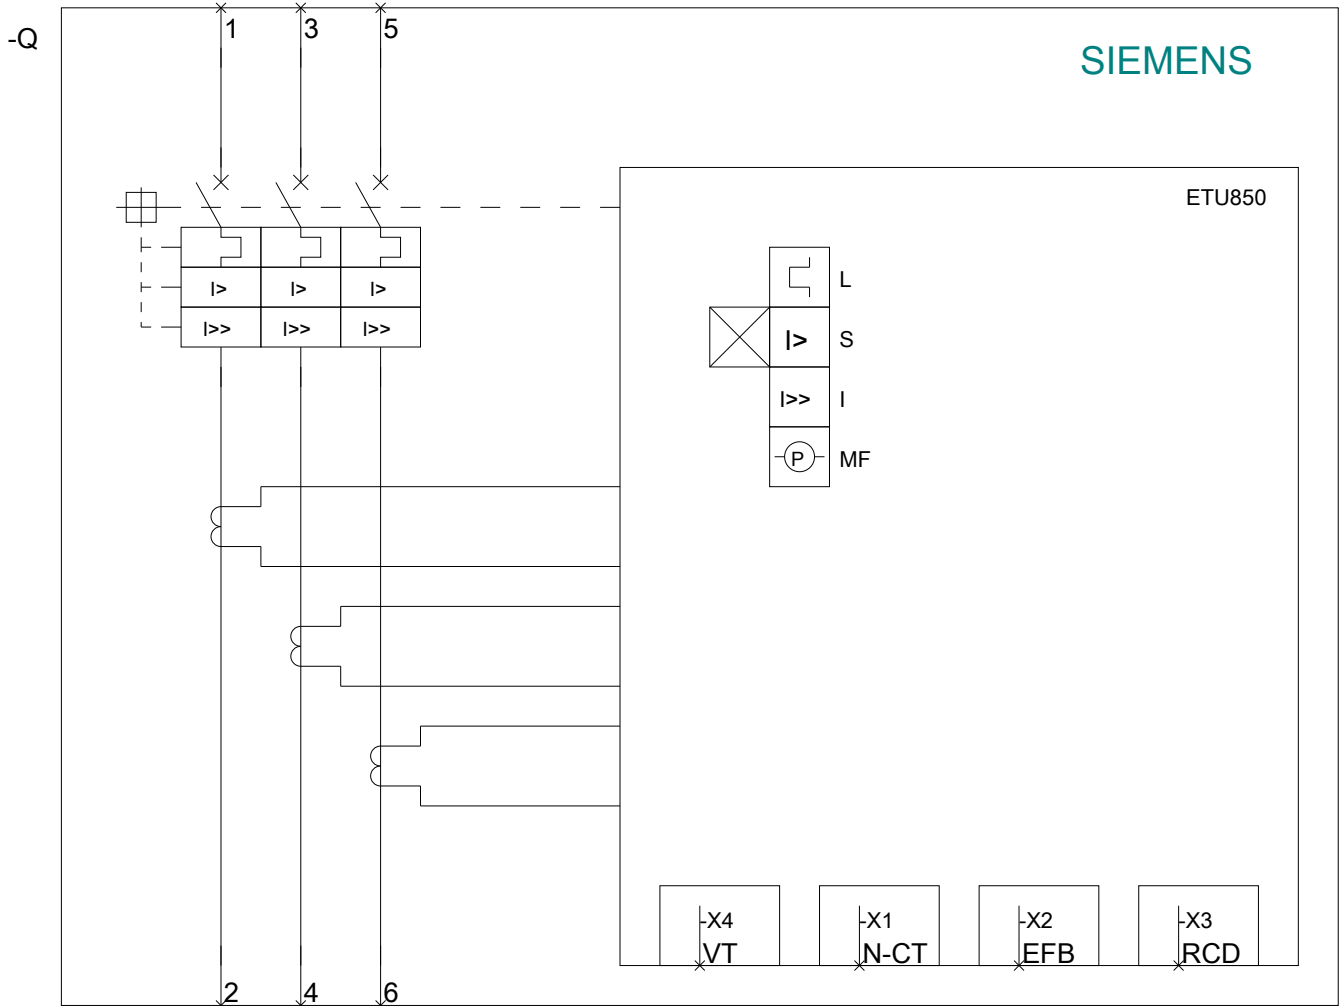 1 3 5
-Q
SIEMENS
ETU850
L
I> I> I>
I>> I>> I>>
I> S
I>> I
P MF
-X4 -X1 -X2 -X3
VT N-CT EFB RCD
2 4 6